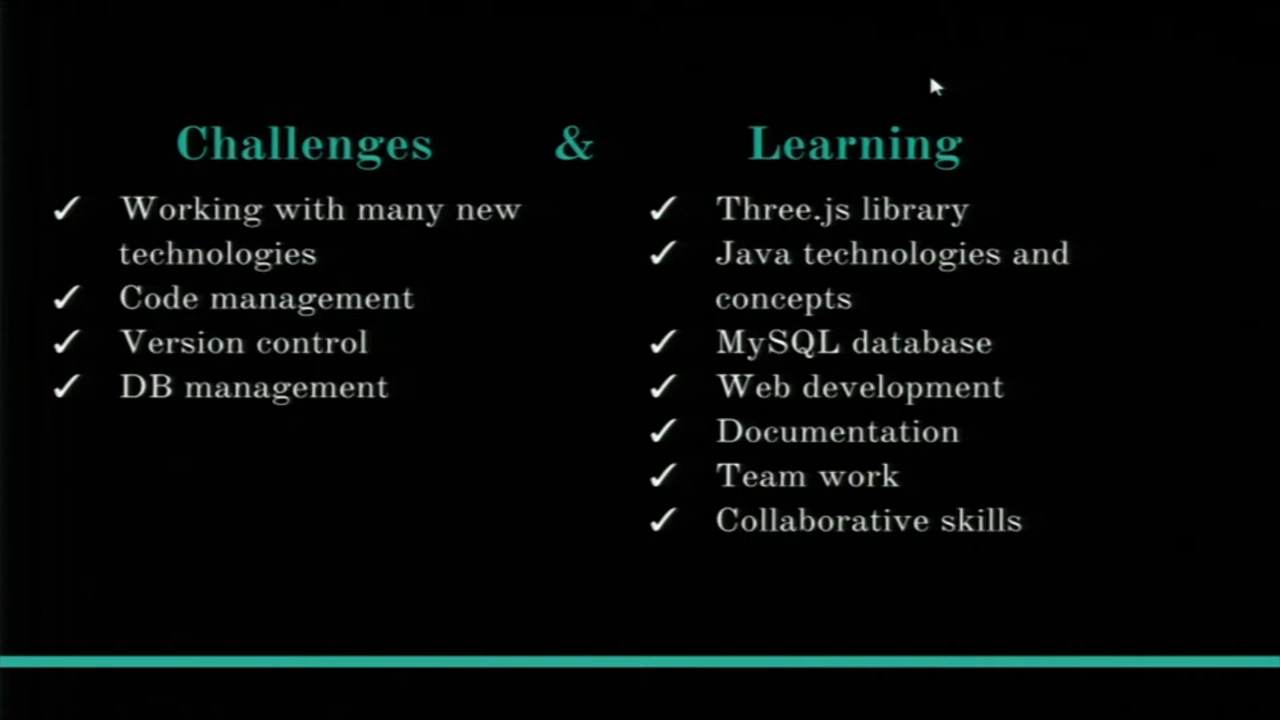 Challenges & Learning
✓ Working with many new
technologies
✓ Code management
✓ Version control
✓ DB management
✓ Three.js library
✓ Java technologies and
concepts
✓ MySQL database
✓ Web development
✓ Documentation
✓ Team work
✓ Collaborative skills